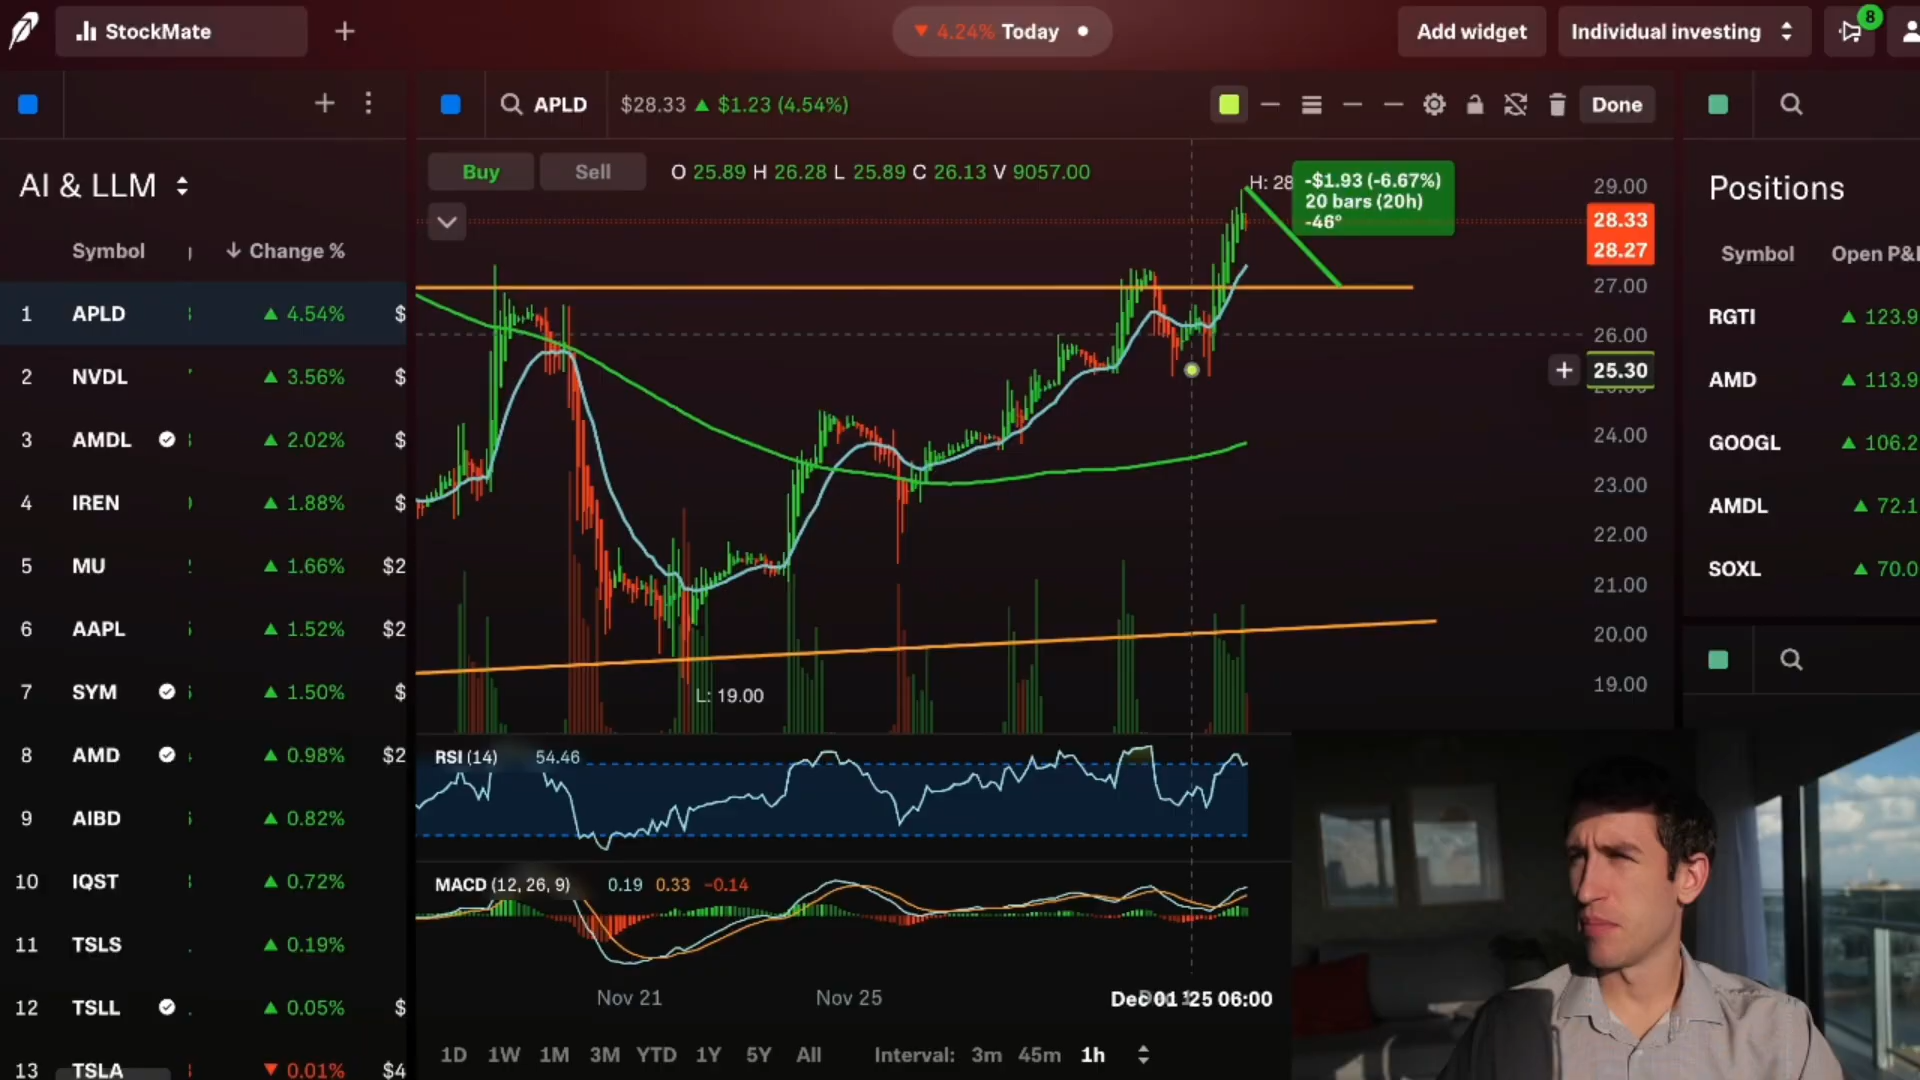 StockMate
4.24% Today
Add widget
Individual investing
8
APLD
$28.33 $1.23 (4.54%)
Done
AI & LLM
Symbol Change %
1 APLD 4.54% $
2 NVDL 3.56% $
3 AMDL 2.02% $
4 IREN 1.88% $
5 MU 1.66% $2
6 AAPL 1.52% $2
7 SYM 1.50% $
8 AMD 0.98% $2
9 AIBD 0.82%
10 IQST 0.72%
11 TSLS 0.19%
12 TSLL 0.05% $
13 TSLA 0.01% $4
Buy Sell O 25.89 H 26.28 L 25.89 C 26.13 V 9057.00
H: 28
-$1.93 (-6.67%)
20 bars (20h)
-46°
29.00
28.33
28.27
27.00
26.00
25.30
24.00
23.00
22.00
21.00
20.00
19.00
L: 19.00
RSI (14) 54.46
MACD (12, 26, 9) 0.19 0.33 −0.14
Nov 21 Nov 25 Dec 01 '25 06:00
1D 1W 1M 3M YTD 1Y 5Y All Interval: 3m 45m 1h
Positions
Symbol Open P&L
RGTI 123.9
AMD 113.9
GOOGL 106.2
AMDL 72.1
SOXL 70.0